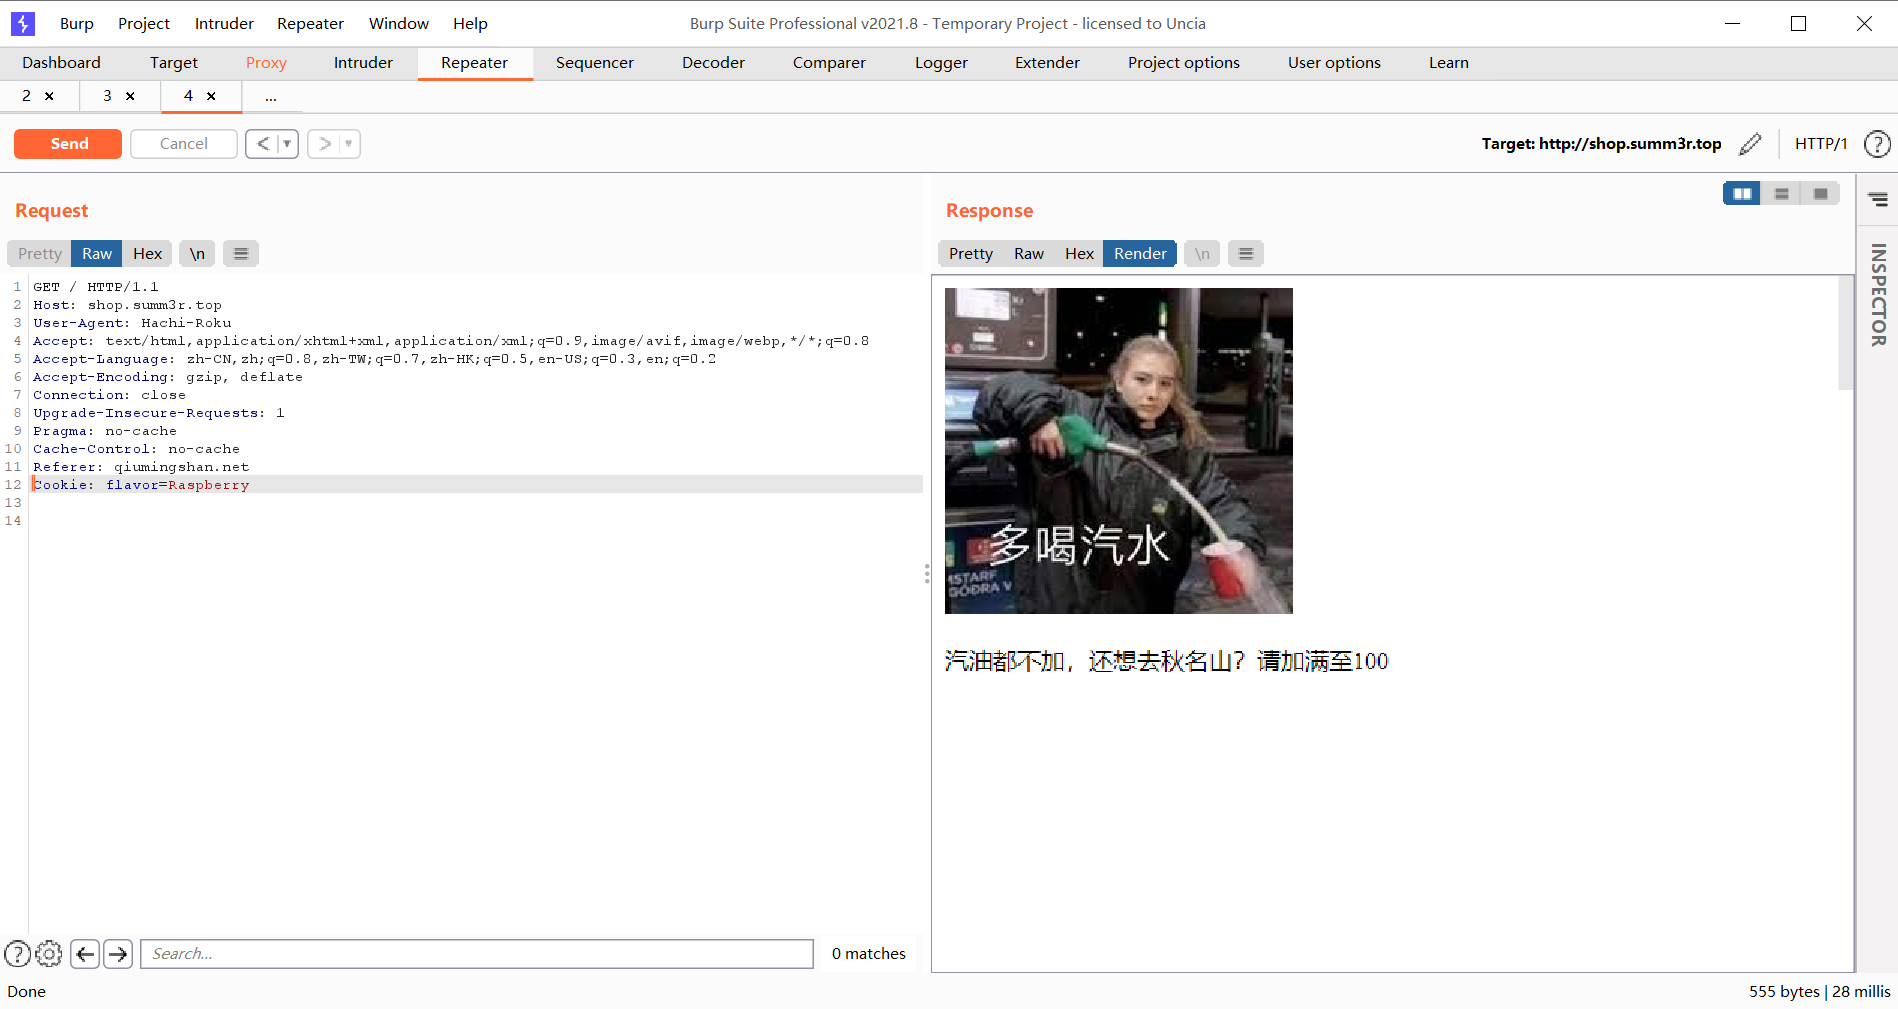 Burp Project Intruder Repeater Window Help Burp Suite Professional v2021.8 - Temporary Project - licensed to Uncia
Dashboard Target Proxy Intruder Repeater Sequencer Decoder Comparer Logger Extender Project options User options Learn
2 × 3 × 4 × ...
Send Cancel < > Target: http://shop.summ3r.top HTTP/1 ?
Request
Pretty Raw Hex \n
1 GET / HTTP/1.1
2 Host: shop.summ3r.top
3 User-Agent: Hachi-Roku
4 Accept: text/html,application/xhtml+xml,application/xml;q=0.9,image/avif,image/webp,*/*;q=0.8
5 Accept-Language: zh-CN,zh;q=0.8,zh-TW;q=0.7,zh-HK;q=0.5,en-US;q=0.3,en;q=0.2
6 Accept-Encoding: gzip, deflate
7 Connection: close
8 Upgrade-Insecure-Requests: 1
9 Pragma: no-cache
10 Cache-Control: no-cache
11 Referer: qiumingshan.net
12 Cookie: flavor=Raspberry
13
14
Search...
0 matches
Response
Pretty Raw Hex Render \n
多喝汽水
汽油都不加，还想去秋名山？请加满至100
INSPECTOR
Done
555 bytes | 28 millis